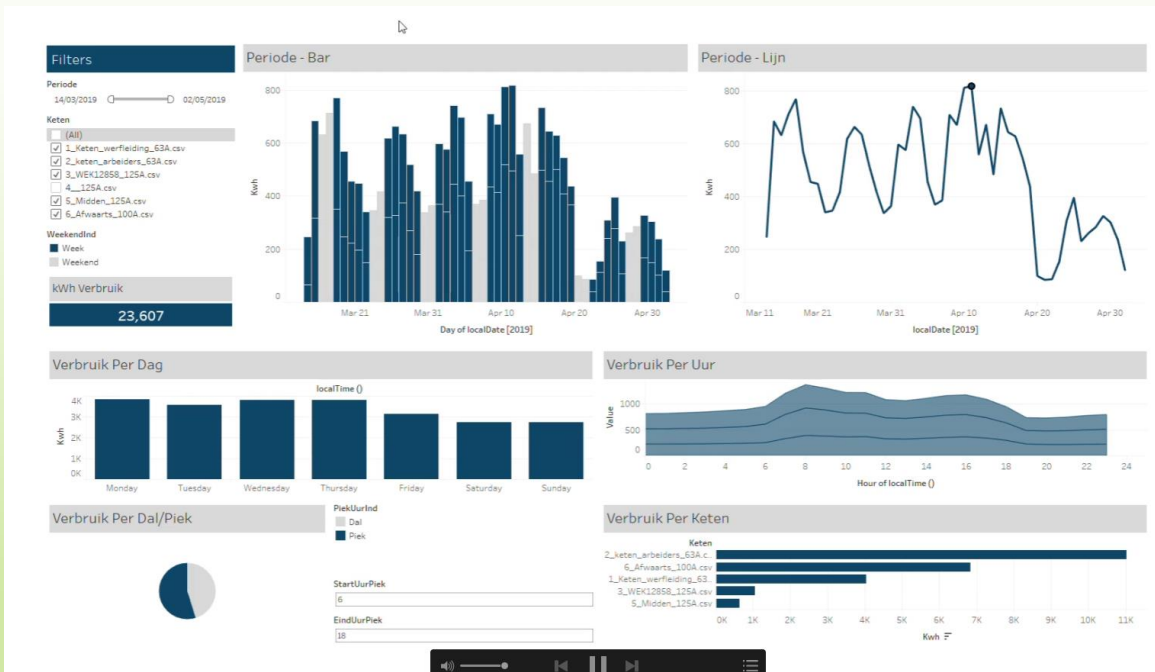 Filters
Periode
14/03/2019 02/05/2019
Keten
(All)
1_Keten_werfleiding_63A.csv
2_keten_arbeiders_63A.csv
3_WEK12858_125A.csv
4__125A.csv
5_Midden_125A.csv
6_Afwaarts_100A.csv
WeekendInd
Week
Weekend
kWh Verbruik
23,607
Periode - Bar
800
600
400
200
0
Kwh
Mar 21 Mar 31 Apr 10 Apr 20 Apr 30
Day of localDate [2019]
Periode - Lijn
800
600
400
200
0
Kwh
Mar 11 Mar 21 Mar 31 Apr 10 Apr 20 Apr 30
localDate [2019]
Verbruik Per Dag
localTime ()
4K
3K
2K
1K
0K
Kwh
Monday Tuesday Wednesday Thursday Friday Saturday Sunday
Verbruik Per Uur
1000
500
0
Value
0 2 4 6 8 10 12 14 16 18 20 22 24
Hour of localTime ()
Verbruik Per Dal/Piek
PiekUurInd
Dal
Piek
StartUurPiek
6
EindUurPiek
18
Verbruik Per Keten
Keten
2_keten_arbeiders_63A.c...
6_Afwaarts_100A.csv
1_Keten_werfleiding_63...
3_WEK12858_125A.csv
5_Midden_125A.csv
0K 1K 2K 3K 4K 5K 6K 7K 8K 9K 10K 11K
Kwh